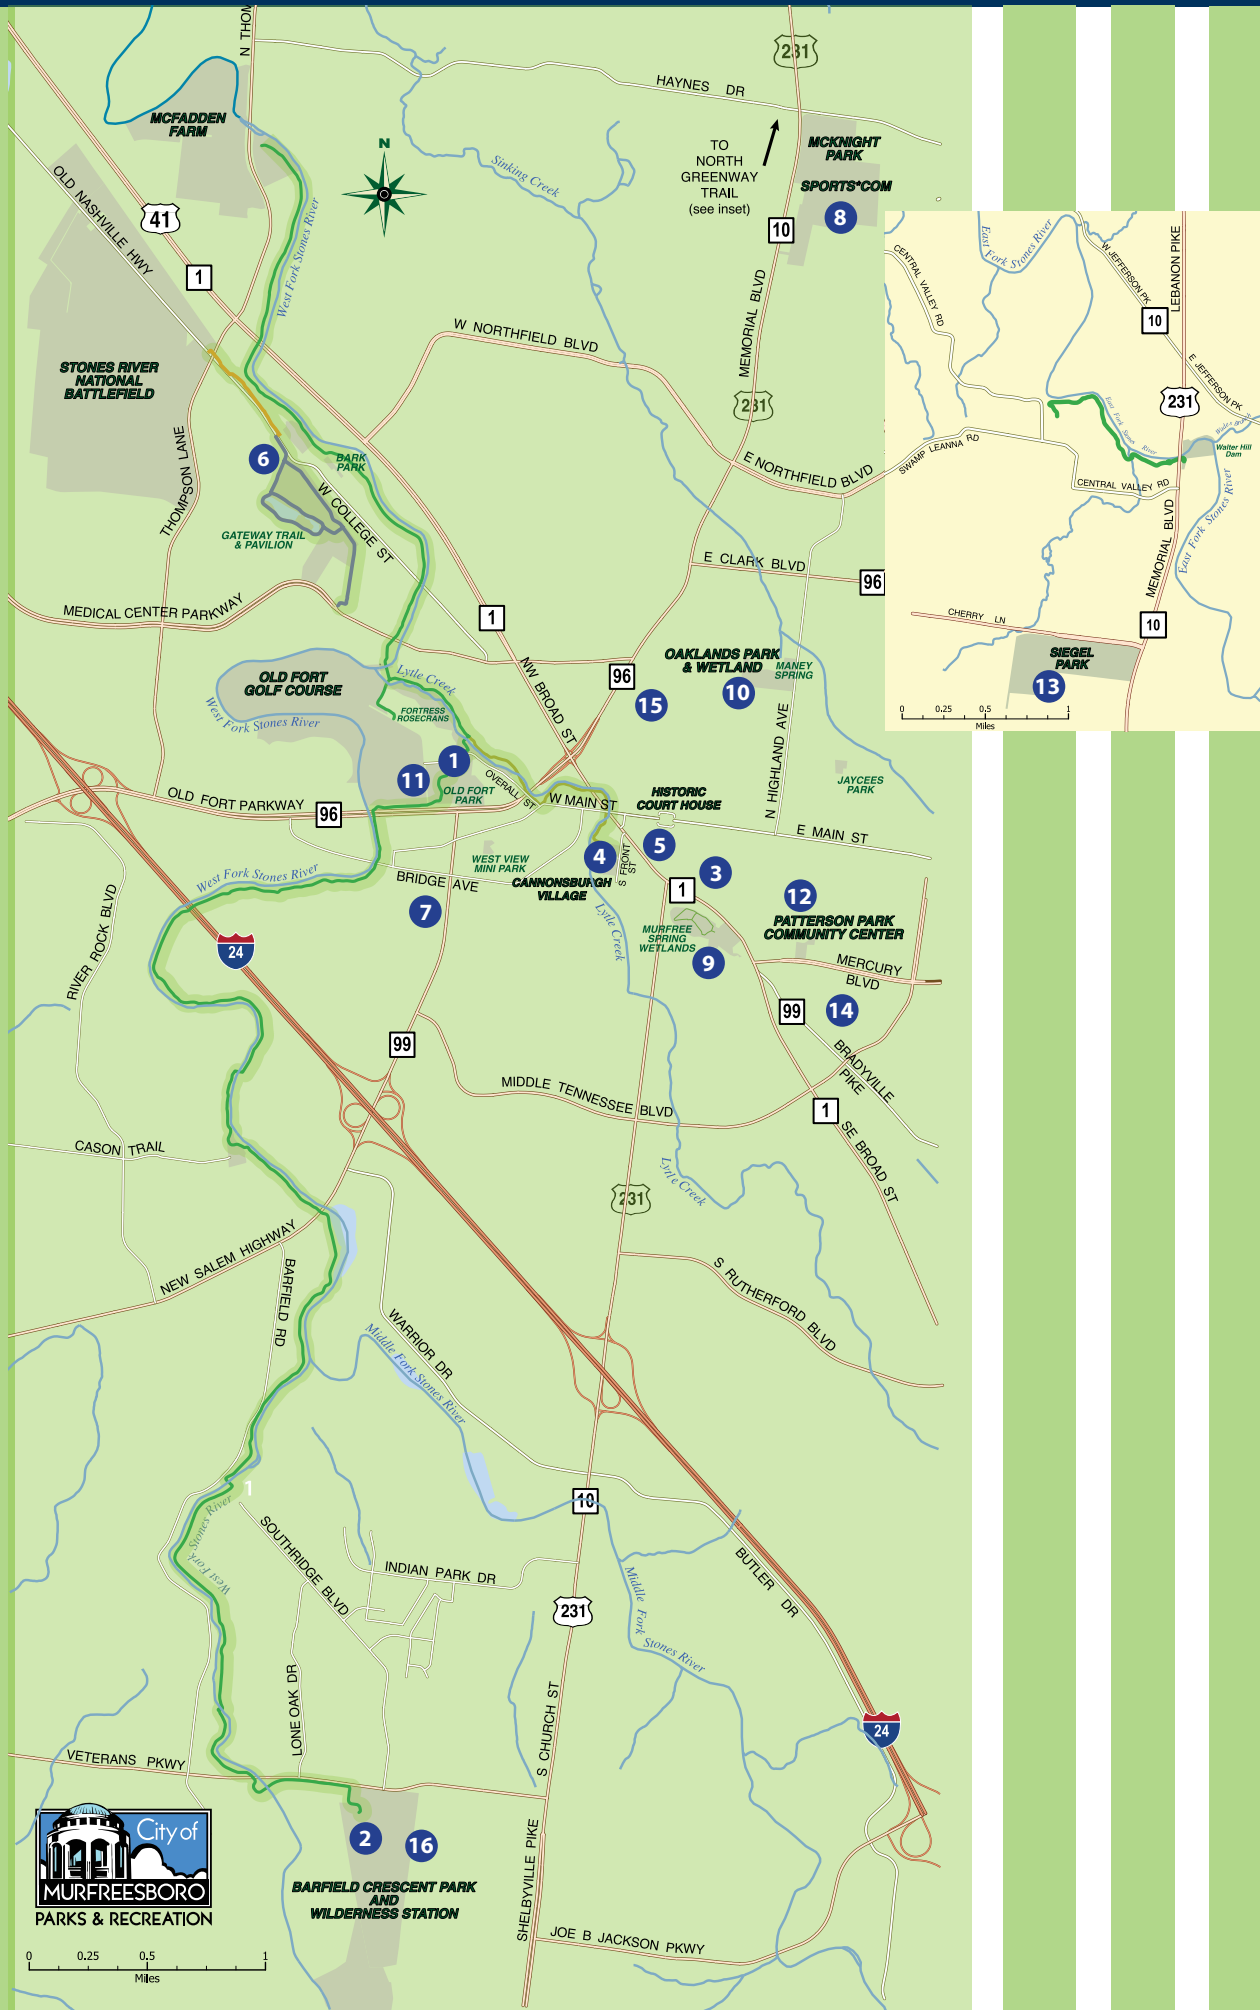 N THOM
231
HAYNES DR
MCFADDEN
FARM
N
Sinking Creek
TO
NORTH
GREENWAY
TRAIL
(see inset)
MCKNIGHT
PARK
SPORTS*COM
8
10
OLD NASHVILLE HWY
41
1
West Fork Stones River
MEMORIAL BLVD
W NORTHFIELD BLVD
STONES RIVER
NATIONAL
BATTLEFIELD
231
THOMPSON LANE
6
BARK
PARK
W COLLEGE ST
E NORTHFIELD BLVD
GATEWAY TRAIL
& PAVILION
E CLARK BLVD
96
MEDICAL CENTER PARKWAY
1
NW BROAD ST
OAKLANDS PARK
& WETLAND
MANEY
SPRING
96
10
15
OLD FORT
GOLF COURSE
Lytle Creek
West Fork Stones River
FORTRESS
ROSECRANS
N HIGHLAND AVE
1
11
OLD FORT
PARK
OVERALL ST
JAYCEES
PARK
OLD FORT PARKWAY
96
W MAIN ST
HISTORIC
COURT HOUSE
E MAIN ST
WEST VIEW
MINI PARK
4
S FRONT
ST
5
3
West Fork Stones River
BRIDGE AVE
CANNONSBURGH
VILLAGE
1
12
PATTERSON PARK
COMMUNITY CENTER
7
Lytle Creek
MURFREE
SPRING
WETLANDS
9
RIVER ROCK BLVD
24
MERCURY
BLVD
99
14
99
BRADYVILLE
PIKE
MIDDLE TENNESSEE BLVD
1
SE BROAD ST
CASON TRAIL
Lytle Creek
231
NEW SALEM HIGHWAY
BARFIELD RD
S RUTHERFORD BLVD
WARRIOR DR
Middle Fork Stones River
1
10
West Fork
Stones River
SOUTHRIDGE BLVD
INDIAN PARK DR
BUTLER DR
231
Middle Fork
Stones River
LONE OAK DR
S CHURCH ST
24
VETERANS PKWY
2
16
SHELBYVILLE PIKE
BARFIELD CRESCENT PARK
AND
WILDERNESS STATION
JOE B JACKSON PKWY
City of
MURFREESBORO
PARKS & RECREATION
0 0.25 0.5 1
Miles
East Fork Stones River
CENTRAL VALLEY RD
W JEFFERSON PK
LEBANON PIKE
10
E JEFFERSON PK
231
East Fork Stones River
Walter Hill
Dam
SWAMP LEANNA RD
CENTRAL VALLEY RD
East Fork Stones River
MEMORIAL BLVD
CHERRY LN
10
SIEGEL
PARK
13
0 0.25 0.5 1
Miles